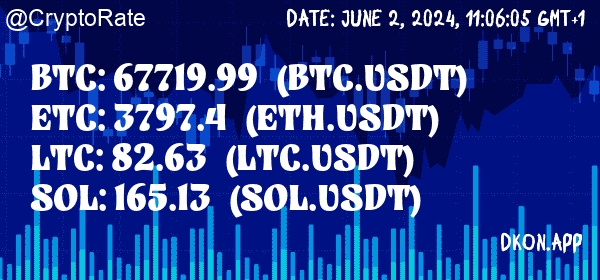 @CryptoRate
DATE: JUNE 2, 2024, 11:06:05 GMT+1
BTC: 67719.99 (BTC.USDT)
ETC: 3797.4 (ETH.USDT)
LTC: 82.63 (LTC.USDT)
SOL: 165.13 (SOL.USDT)
DKON.APP